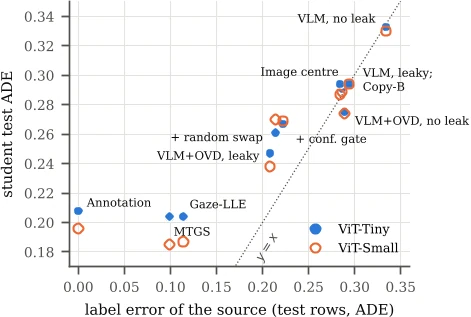 VLM, no leak
0.34
0.32
0.30
0.28
0.26
0.24
0.22
0.20
0.18
student test ADE
Image centre
VLM, leaky;
Copy-B
VLM+OVD, no leak
+ random swap
+ conf. gate
VLM+OVD, leaky
Annotation
Gaze-LLE
MTGS
y = x
ViT-Tiny
ViT-Small
0.00
0.05
0.10
0.15
0.20
0.25
0.30
0.35
label error of the source (test rows, ADE)